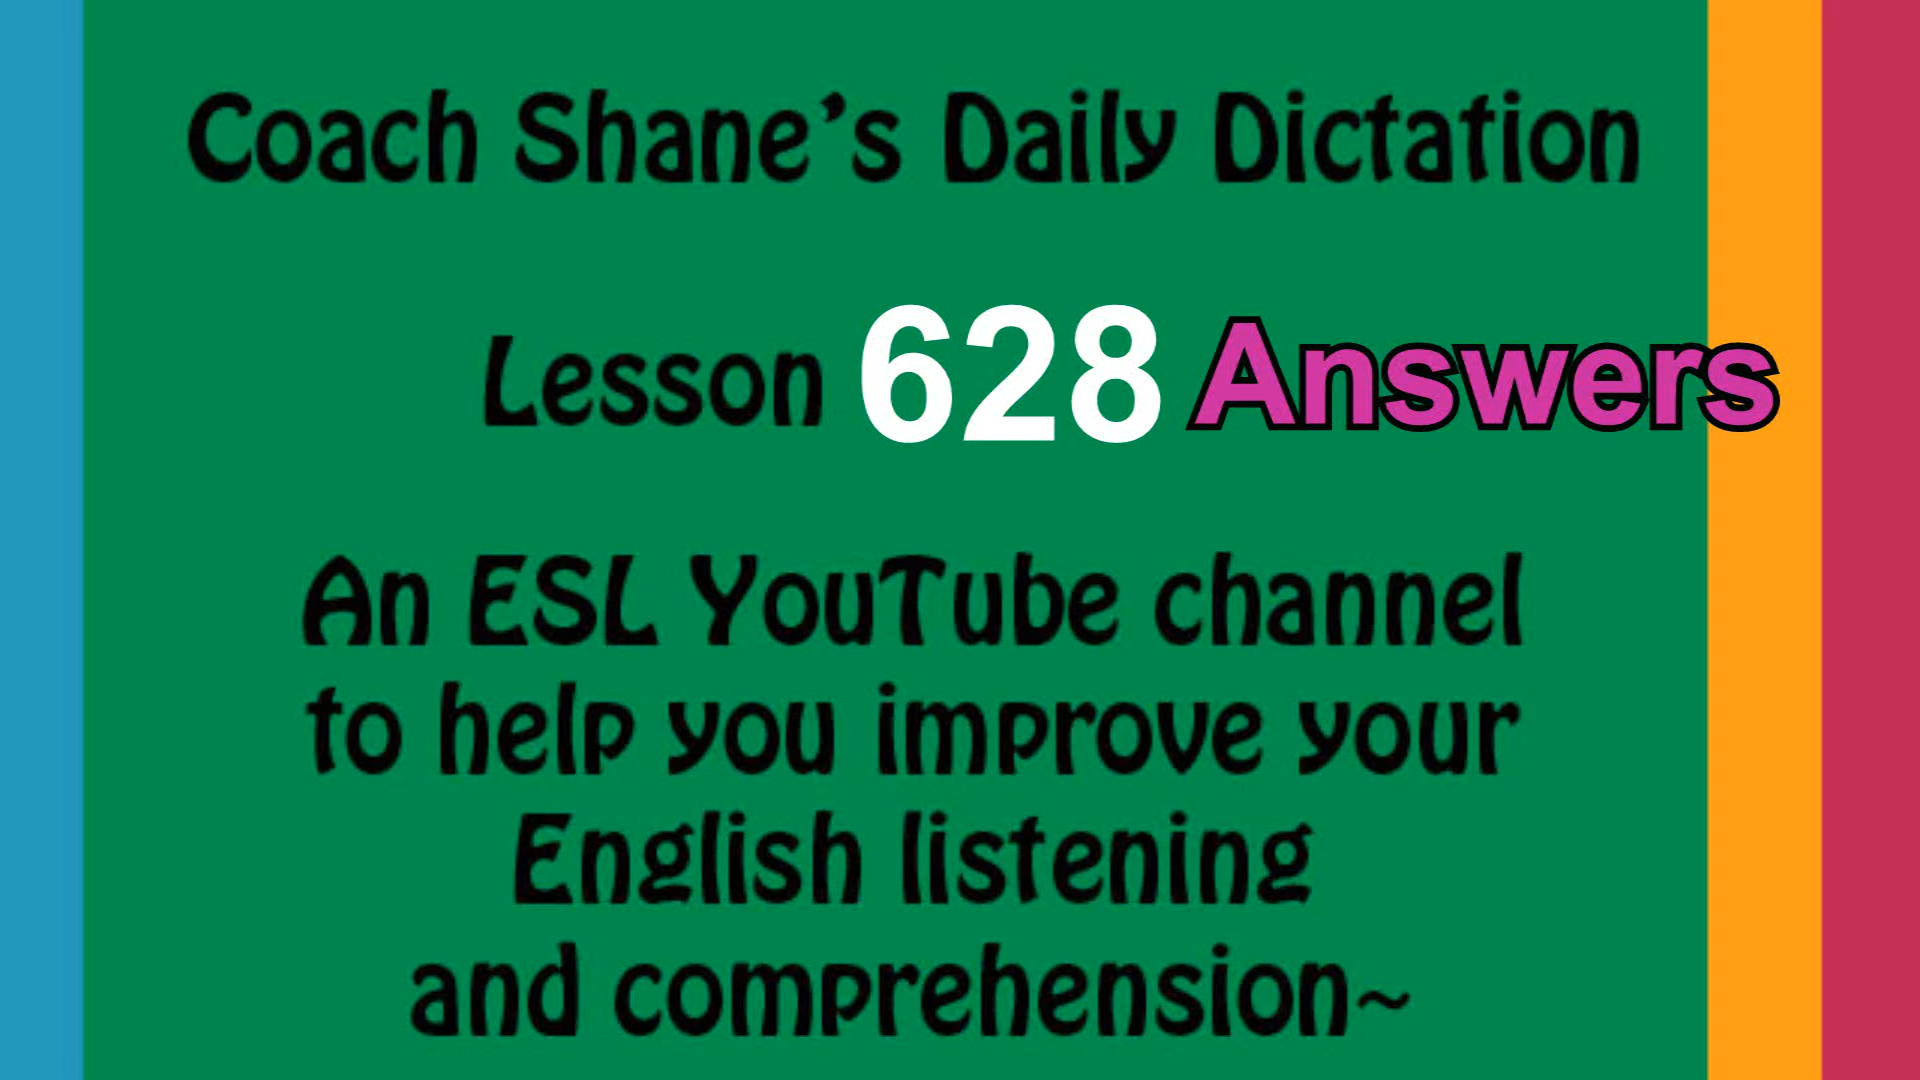 Coach Shane's Daily Dictation
Lesson 628 Answers
An ESL YouTube channel
to help you improve your
English listening
and comprehension~